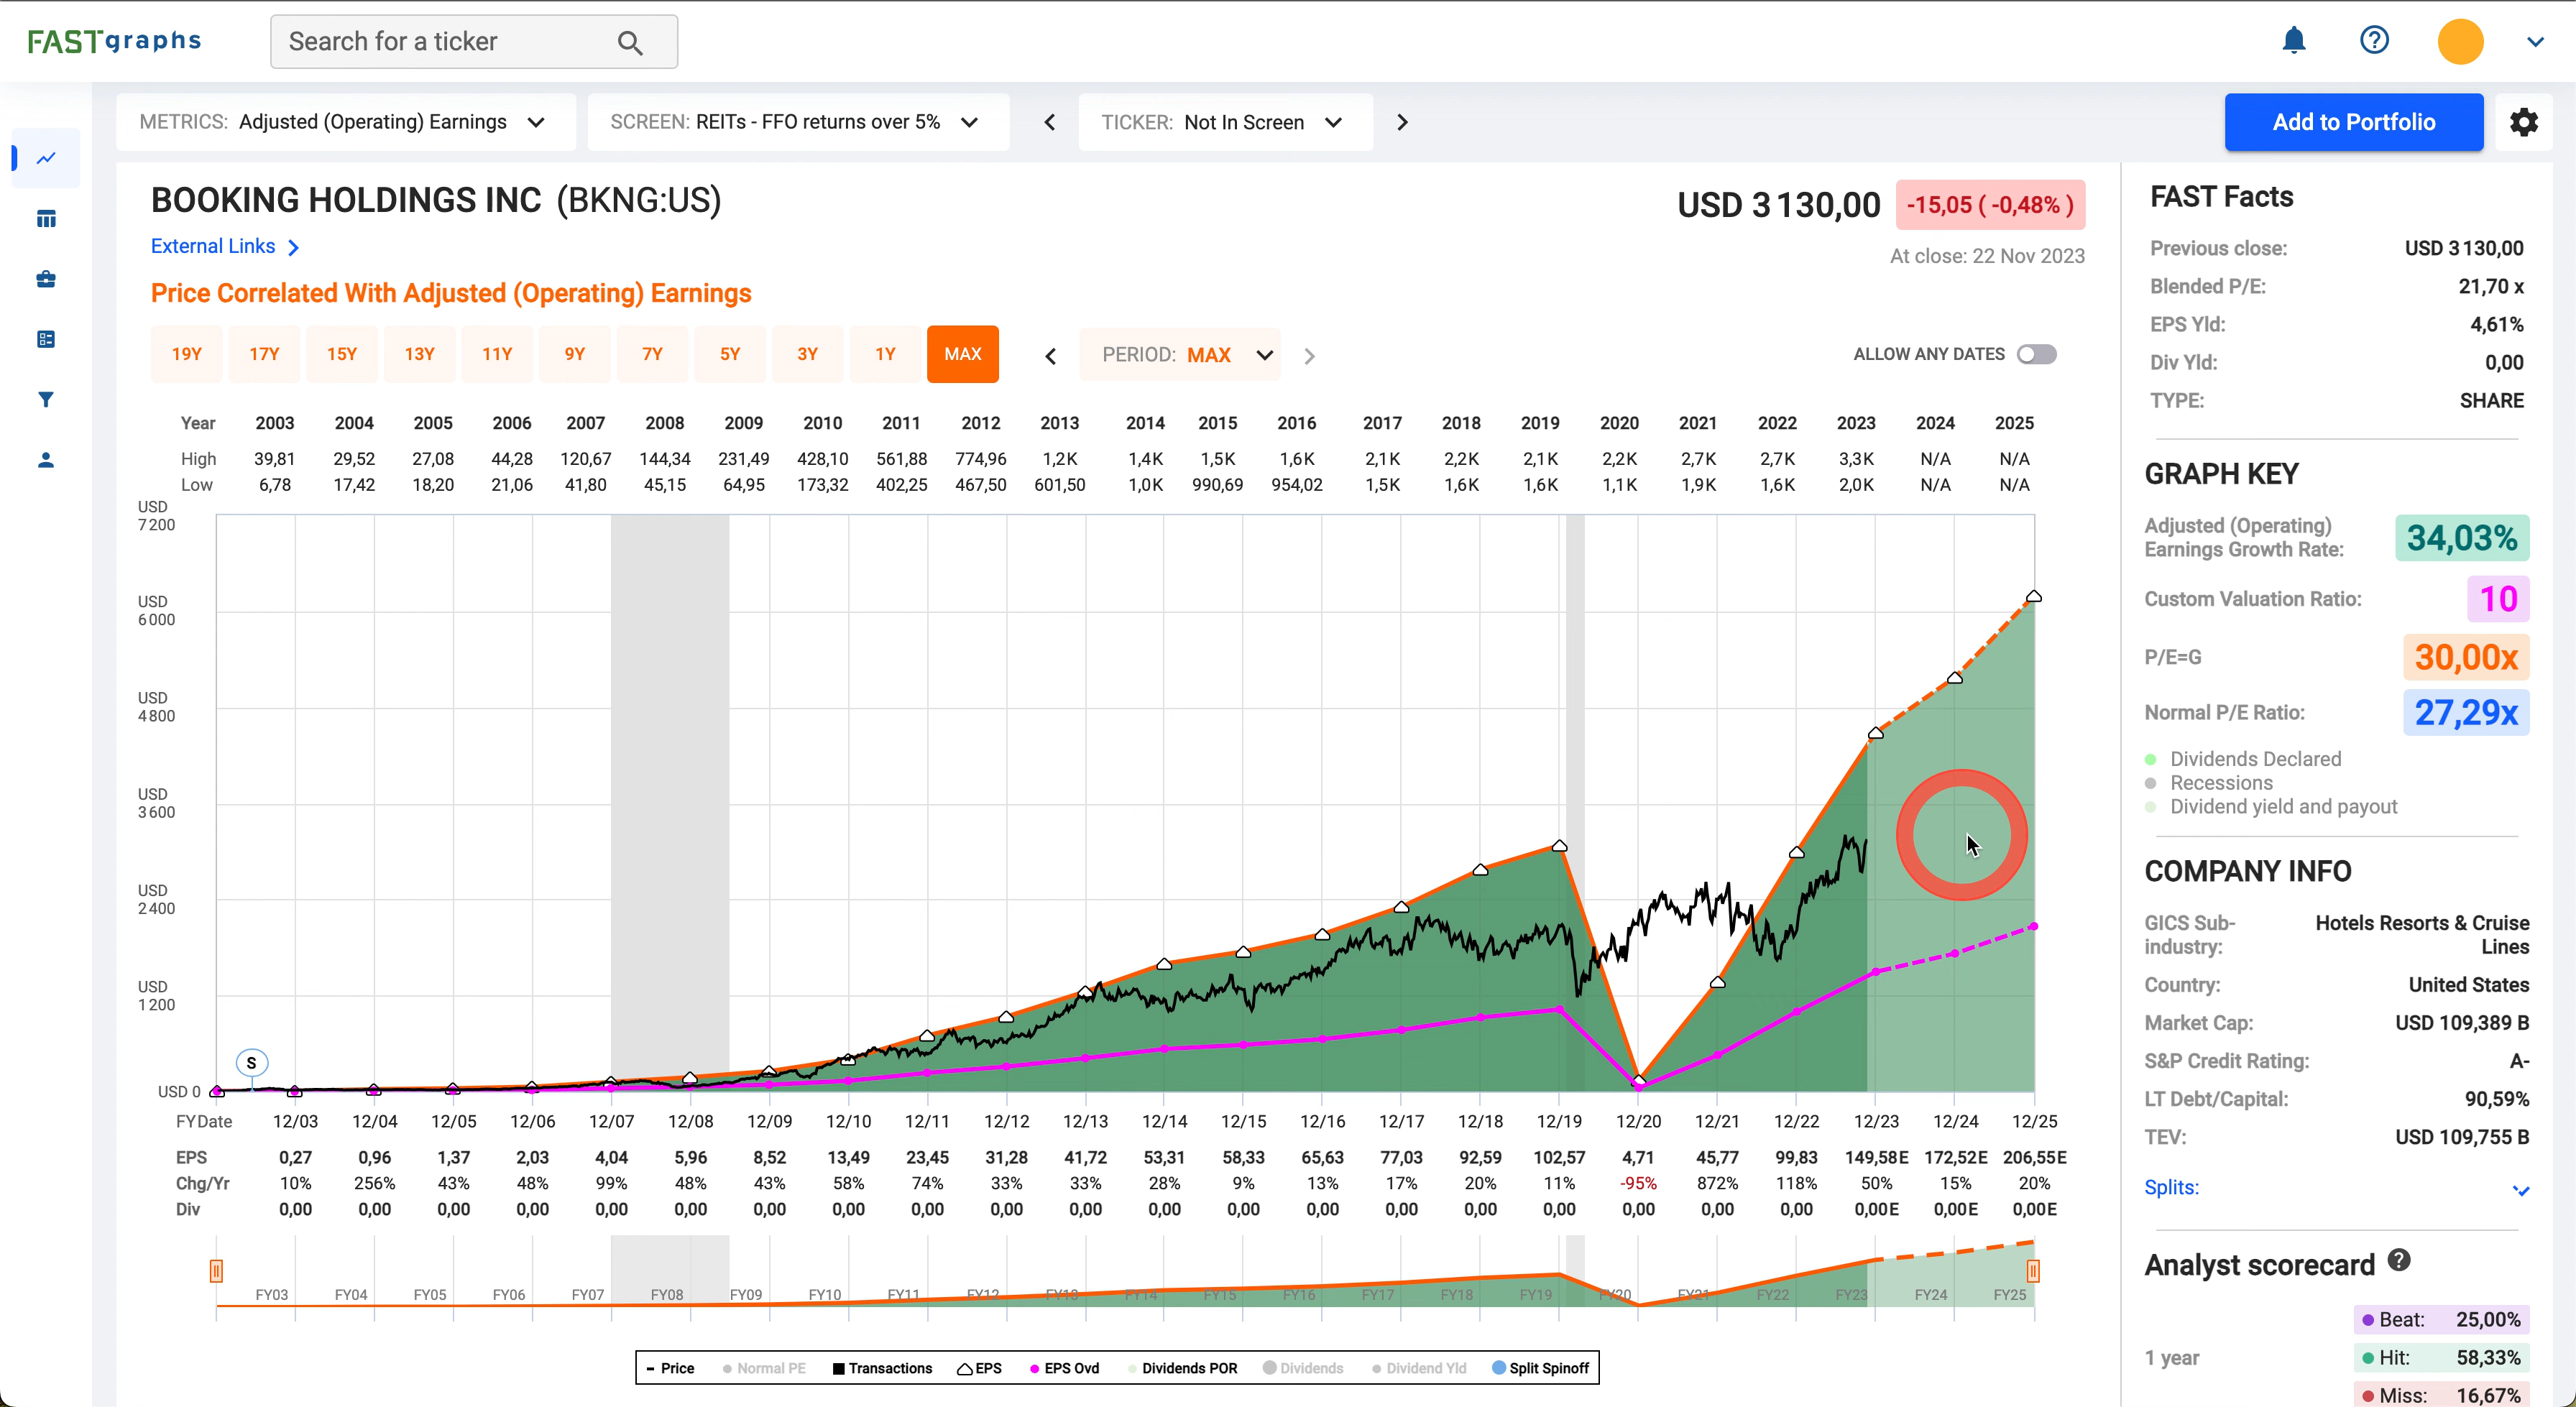 FASTgraphs
Search for a ticker
METRICS: Adjusted (Operating) Earnings
SCREEN: REITs - FFO returns over 5%
TICKER: Not In Screen
Add to Portfolio
BOOKING HOLDINGS INC (BKNG:US)
USD 3 130,00
-15,05 ( -0,48% )
External Links
At close: 22 Nov 2023
Price Correlated With Adjusted (Operating) Earnings
19Y 17Y 15Y 13Y 11Y 9Y 7Y 5Y 3Y 1Y MAX
PERIOD: MAX
ALLOW ANY DATES
Year 2003 2004 2005 2006 2007 2008 2009 2010 2011 2012 2013 2014 2015 2016 2017 2018 2019 2020 2021 2022 2023 2024 2025
High 39,81 29,52 27,08 44,28 120,67 144,34 231,49 428,10 561,88 774,96 1,2K 1,4K 1,5K 1,6K 2,1K 2,2K 2,1K 2,2K 2,7K 2,7K 3,3K N/A N/A
Low 6,78 17,42 18,20 21,06 41,80 45,15 64,95 173,32 402,25 467,50 601,50 1,0K 990,69 954,02 1,5K 1,6K 1,6K 1,1K 1,9K 1,6K 2,0K N/A N/A
USD
7 200
USD
6 000
USD
4 800
USD
3 600
USD
2 400
USD
1 200
S
USD 0
FYDate 12/03 12/04 12/05 12/06 12/07 12/08 12/09 12/10 12/11 12/12 12/13 12/14 12/15 12/16 12/17 12/18 12/19 12/20 12/21 12/22 12/23 12/24 12/25
EPS 0,27 0,96 1,37 2,03 4,04 5,96 8,52 13,49 23,45 31,28 41,72 53,31 58,33 65,63 77,03 92,59 102,57 4,71 45,77 99,83 149,58E 172,52E 206,55E
Chg/Yr 10% 256% 43% 48% 99% 48% 43% 58% 74% 33% 33% 28% 9% 13% 17% 20% 11% -95% 872% 118% 50% 15% 20%
Div 0,00 0,00 0,00 0,00 0,00 0,00 0,00 0,00 0,00 0,00 0,00 0,00 0,00 0,00 0,00 0,00 0,00 0,00 0,00 0,00 0,00E 0,00E 0,00E
FY03 FY04 FY05 FY06 FY07 FY08 FY09 FY10 FY11 FY12 FY13 FY14 FY15 FY16 FY17 FY18 FY19 FY20 FY21 FY22 FY23 FY24 FY25
Price Normal PE Transactions EPS EPS Ovd Dividends POR Dividends Dividend Yld Split Spinoff
FAST Facts
Previous close: USD 3 130,00
Blended P/E: 21,70 x
EPS Yld: 4,61%
Div Yld: 0,00
TYPE: SHARE
GRAPH KEY
Adjusted (Operating)
Earnings Growth Rate: 34,03%
Custom Valuation Ratio: 10
P/E=G 30,00x
Normal P/E Ratio: 27,29x
Dividends Declared
Recessions
Dividend yield and payout
COMPANY INFO
GICS Sub-
industry: Hotels Resorts & Cruise
Lines
Country: United States
Market Cap: USD 109,389 B
S&P Credit Rating: A-
LT Debt/Capital: 90,59%
TEV: USD 109,755 B
Splits:
Analyst scorecard ?
1 year
Beat: 25,00%
Hit: 58,33%
Miss: 16,67%